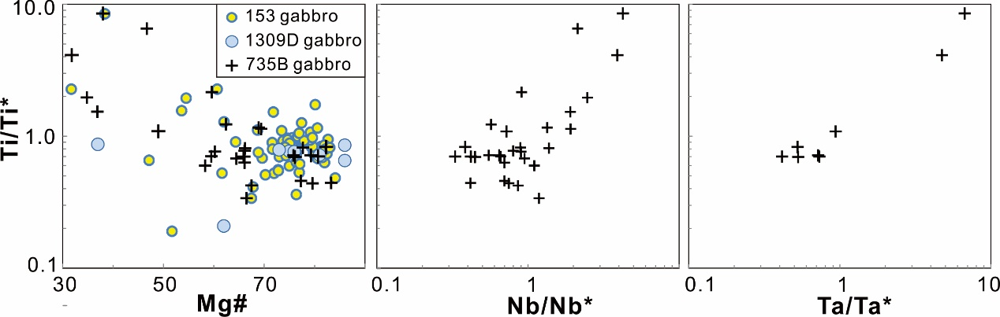 10.0
1.0
0.1
Ti/Ti*
153 gabbro
1309D gabbro
735B gabbro
30 50 70
0.1 1
0.1 1 10
Mg#
Nb/Nb*
Ta/Ta*